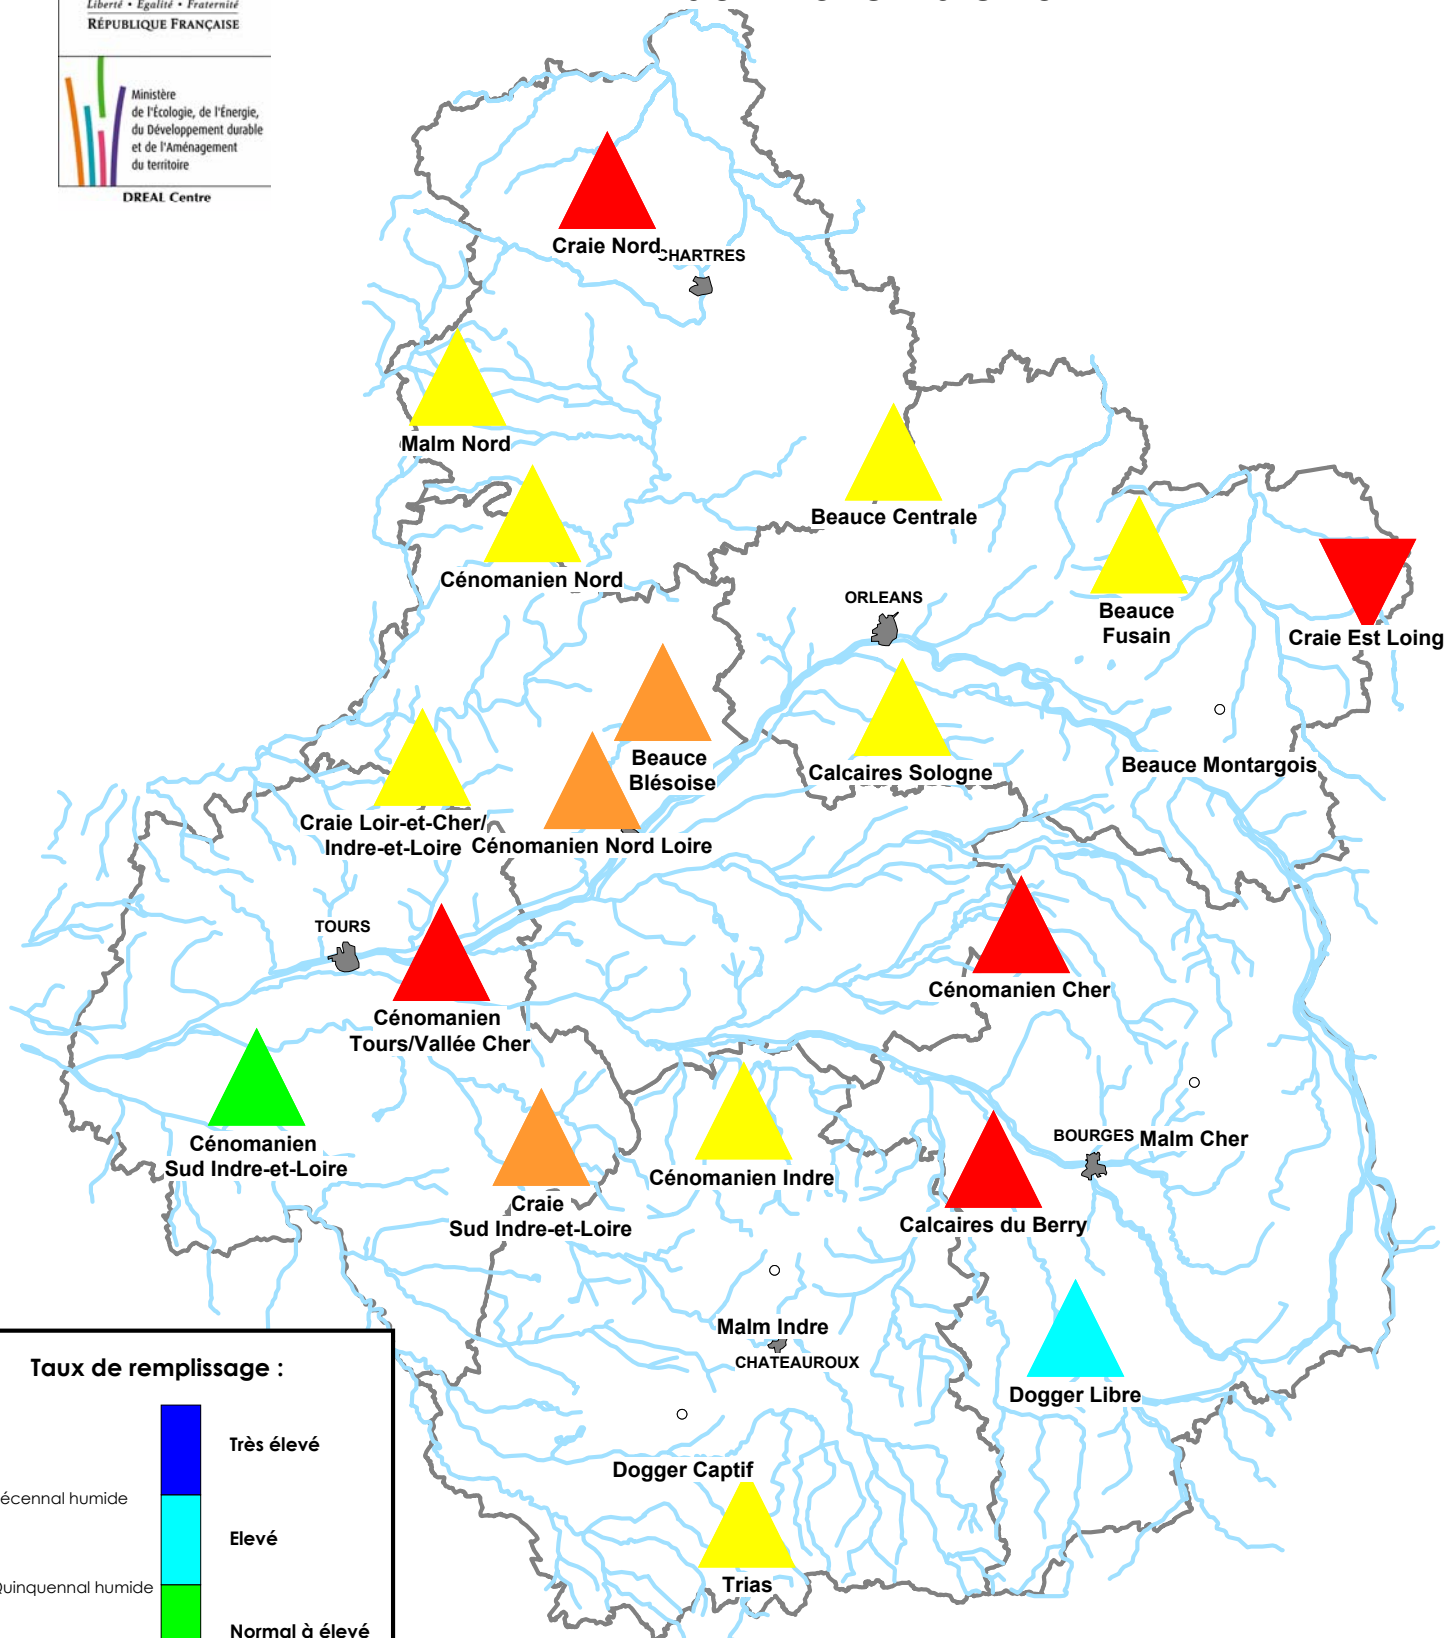 Liberté • Égalité • Fraternité
RÉPUBLIQUE FRANÇAISE
Ministère
de l'Écologie, de l'Énergie,
du Développement durable
et de l'Aménagement
du territoire
DREAL Centre
Craie Nord
CHARTRES
Malm Nord
Beauce Centrale
Cénomanien Nord
ORLEANS
Beauce
Fusain
Craie Est Loing
Beauce
Blésoise
Calcaires Sologne
Beauce Montargois
Craie Loir-et-Cher/
Indre-et-Loire
Cénomanien Nord Loire
TOURS
Cénomanien Cher
Cénomanien
Tours/Vallée Cher
Cénomanien
Sud Indre-et-Loire
BOURGES
Malm Cher
Cénomanien Indre
Craie
Sud Indre-et-Loire
Calcaires du Berry
Malm Indre
CHATEAUROUX
Dogger Libre
Dogger Captif
Trias
Taux de remplissage :
Très élevé
écennal humide
Elevé
Quinquennal humide
Normal à élevé